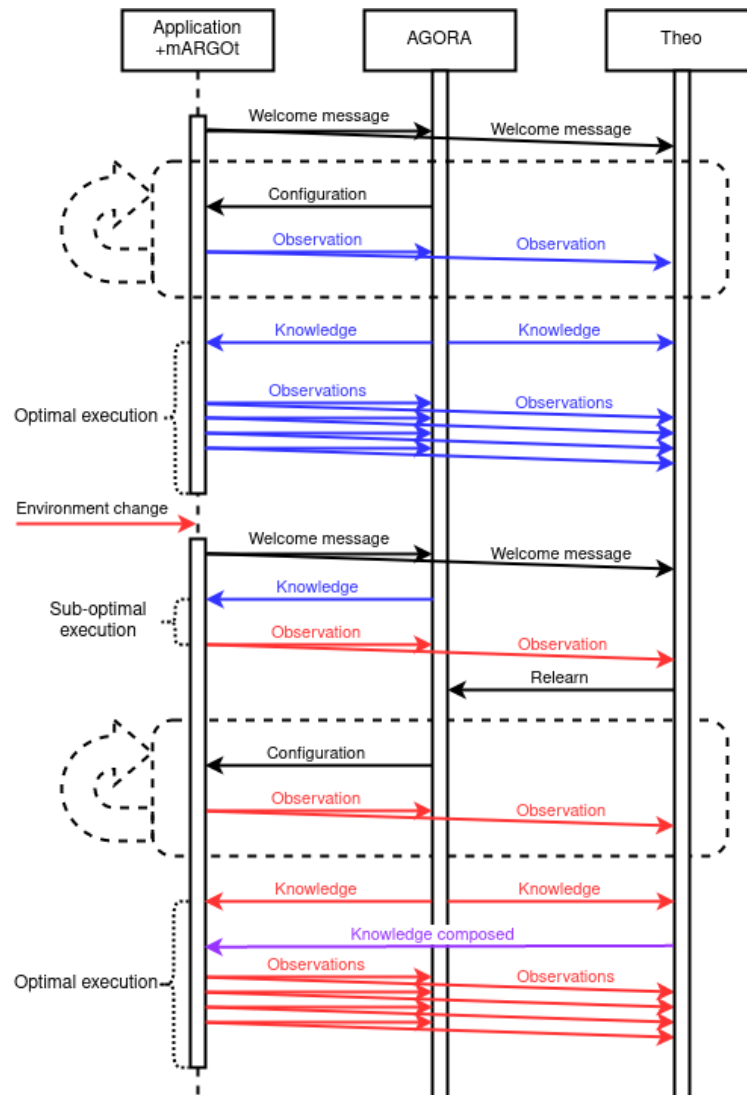 Application
+mARGOt
AGORA
Theo
Welcome message
Welcome message
Configuration
Observation
Observation
Knowledge
Knowledge
Observations
Observations
Optimal execution
Environment change
Welcome message
Welcome message
Knowledge
Sub-optimal
execution
Observation
Observation
Relearn
Configuration
Observation
Observation
Knowledge
Knowledge
Knowledge composed
Observations
Observations
Optimal execution